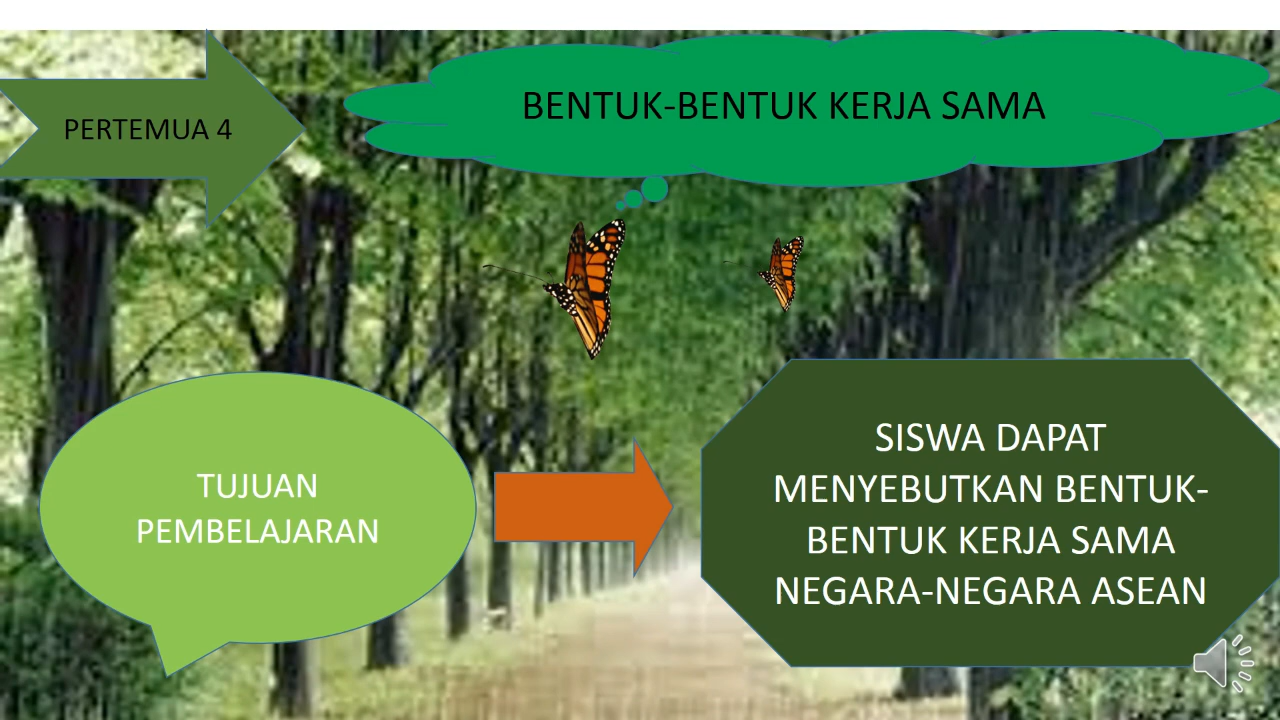 PERTEMUA 4
BENTUK-BENTUK KERJA SAMA
TUJUAN
PEMBELAJARAN
SISWA DAPAT
MENYEBUTKAN BENTUK-
BENTUK KERJA SAMA
NEGARA-NEGARA ASEAN